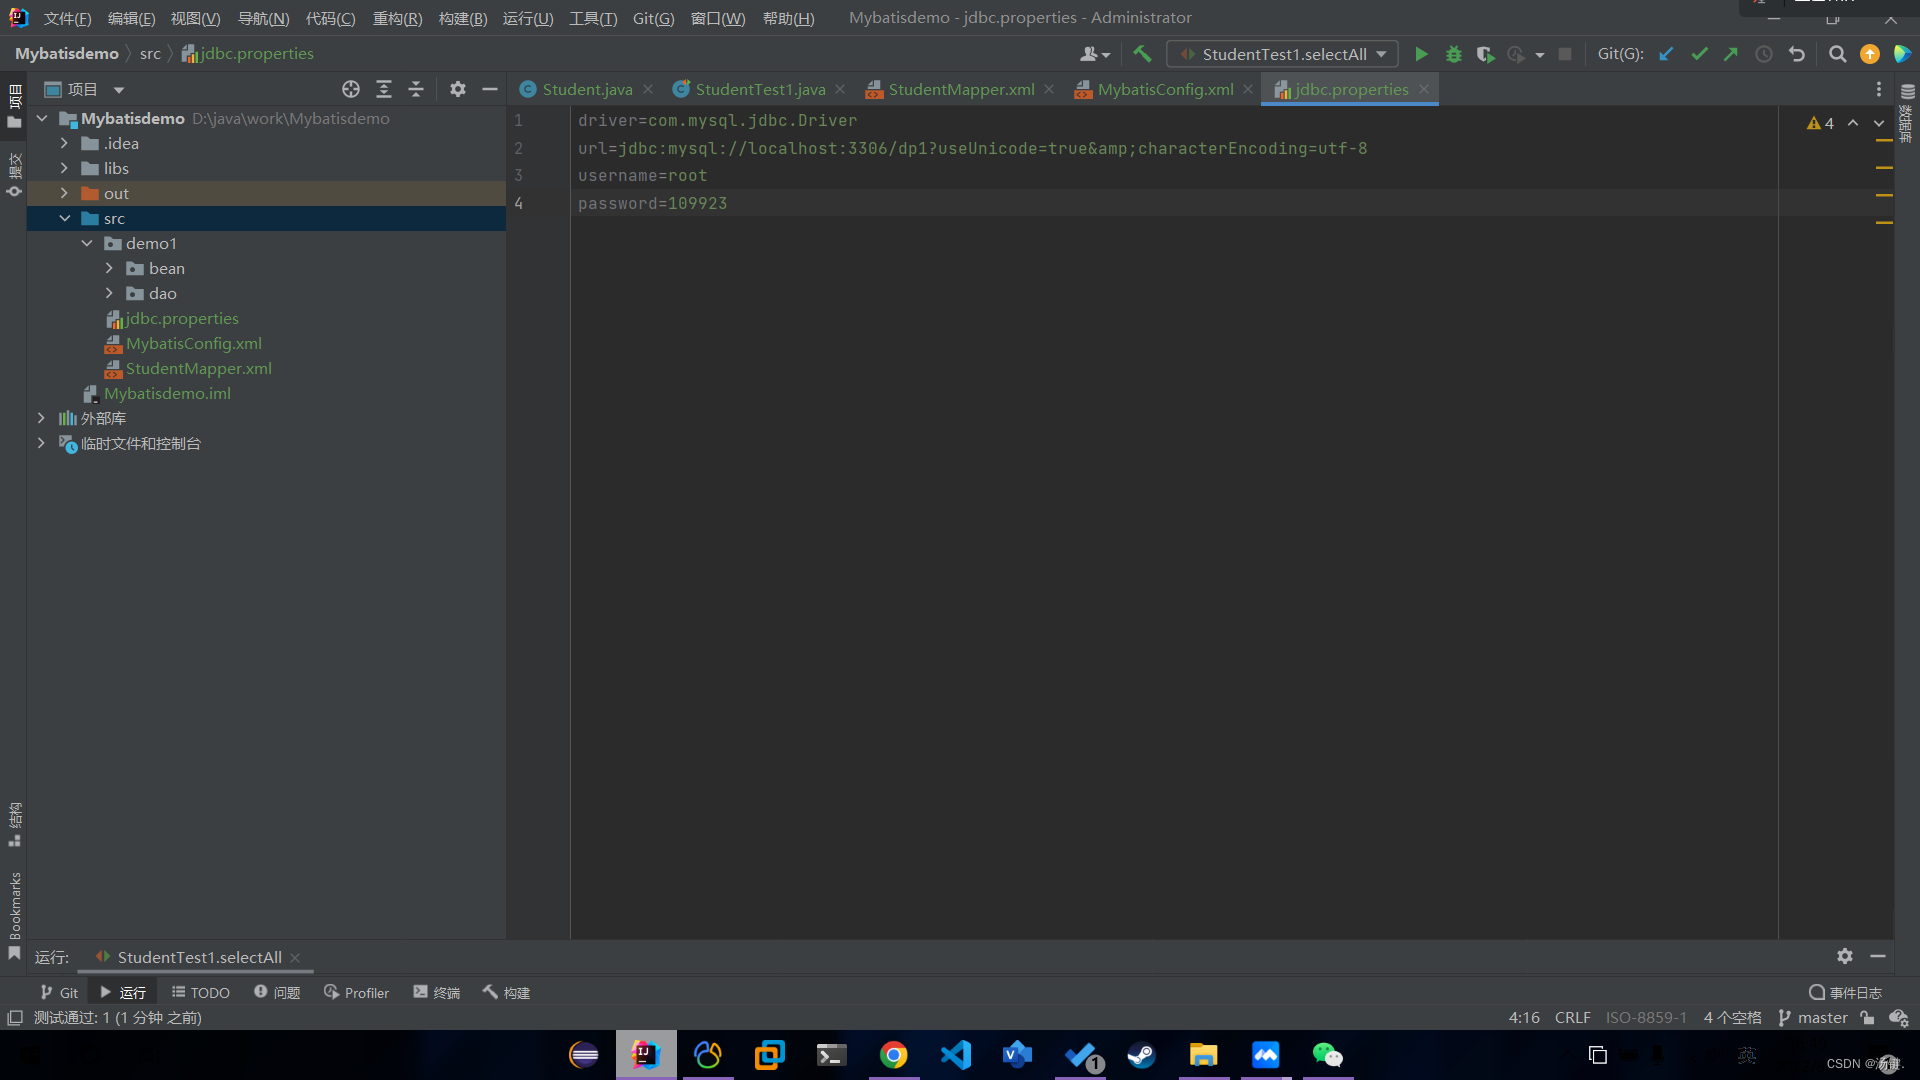 文件(F) 编辑(E) 视图(V) 导航(N) 代码(C) 重构(R) 构建(B) 运行(U) 工具(T) Git(G) 窗口(W) 帮助(H) Mybatisdemo - jdbc.properties - Administrator
Mybatisdemo src jdbc.properties StudentTest1.selectAll Git(G):
项目 Student.java StudentTest1.java StudentMapper.xml MybatisConfig.xml jdbc.properties
项目
提交
结构
Bookmarks
数据库
Mybatisdemo D:\java\work\Mybatisdemo
.idea
libs
out
src
demo1
bean
dao
jdbc.properties
MybatisConfig.xml
StudentMapper.xml
Mybatisdemo.iml
外部库
临时文件和控制台
1 driver=com.mysql.jdbc.Driver
2 url=jdbc:mysql://localhost:3306/dp1?useUnicode=true&amp;characterEncoding=utf-8
3 username=root
4 password=109923
4
运行: StudentTest1.selectAll
Git 运行 TODO 问题 Profiler 终端 构建 事件日志
测试通过: 1 (1 分钟 之前) 4:16 CRLF ISO-8859-1 4 个空格 master
1 英
CSDN @汤键.